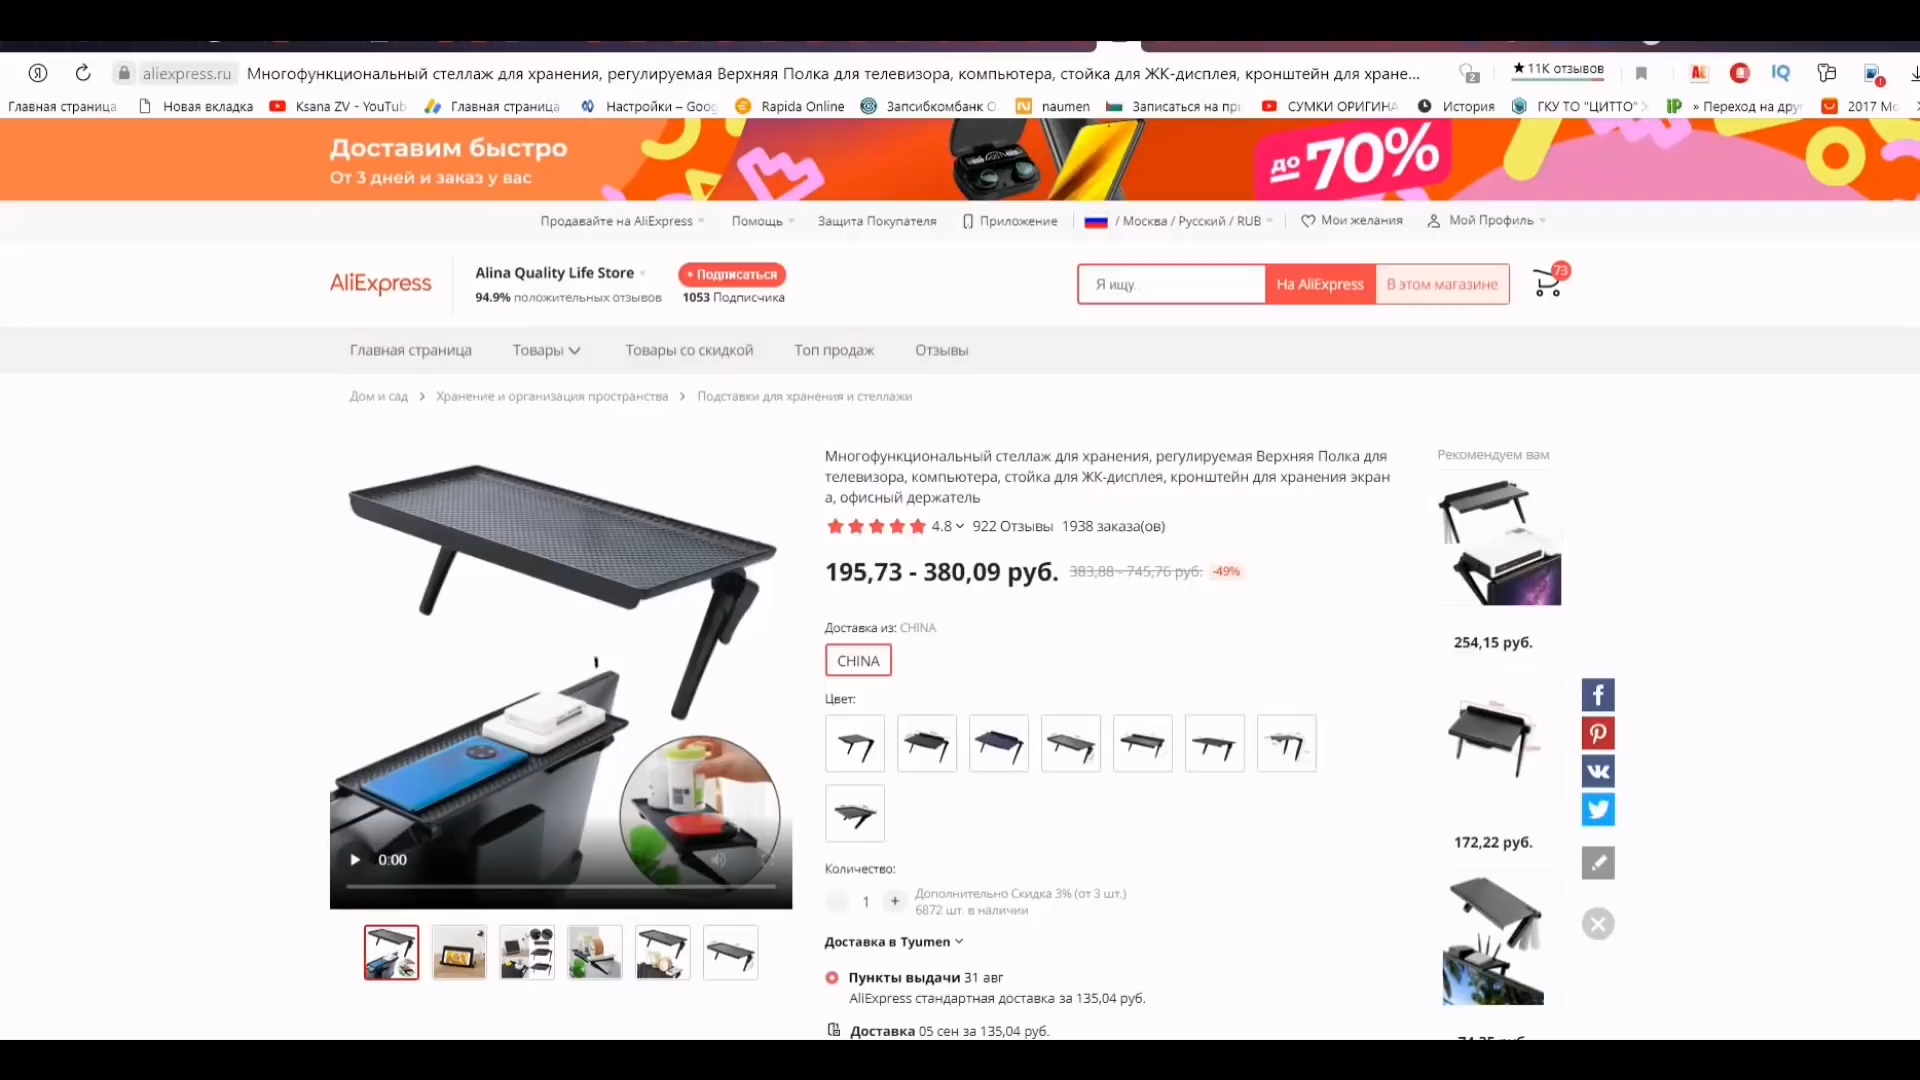 Я aliexpress.ru Многофункциональный стеллаж для хранения, регулируемая Верхняя Полка для телевизора, компьютера, стойка для ЖК-дисплея, кронштейн для хране... 2 ★ 11К отзывов AE IQ
Главная страница Новая вкладка Ksana ZV - YouTub Главная страница Настройки – Goog Rapida Online Запсибкомбанк О naumen Записаться на при СУМКИ ОРИГИНА История ГКУ ТО "ЦИТТО" iP » Переход на друг 2017 Мо
Доставим быстро
От 3 дней и заказ у вас
до 70%
Продавайте на AliExpress Помощь Защита Покупателя Приложение / Москва / Русский / RUB Мои желания Мой Профиль
AliExpress
Alina Quality Life Store
94.9% положительных отзывов
+ Подписаться
1053 Подписчика
Я ищу..
На AliExpress
В этом магазине
73
Главная страница Товары Товары со скидкой Топ продаж Отзывы
Дом и сад > Хранение и организация пространства > Подставки для хранения и стеллажи
Многофункциональный стеллаж для хранения, регулируемая Верхняя Полка для
телевизора, компьютера, стойка для ЖК-дисплея, кронштейн для хранения экран
а, офисный держатель
4.8 922 Отзывы 1938 заказа(ов)
195,73 - 380,09 руб. 383,88 - 745,76 руб. -49%
Доставка из: CHINA
CHINA
Цвет:
Количество:
1 + Дополнительно Скидка 3% (от 3 шт.)
6872 шт. в наличии
Доставка в Tyumen
Пункты выдачи 31 авг
AliExpress стандартная доставка за 135,04 руб.
Доставка 05 сен за 135,04 руб.
0:00
Рекомендуем вам
254,15 руб.
172,22 руб.